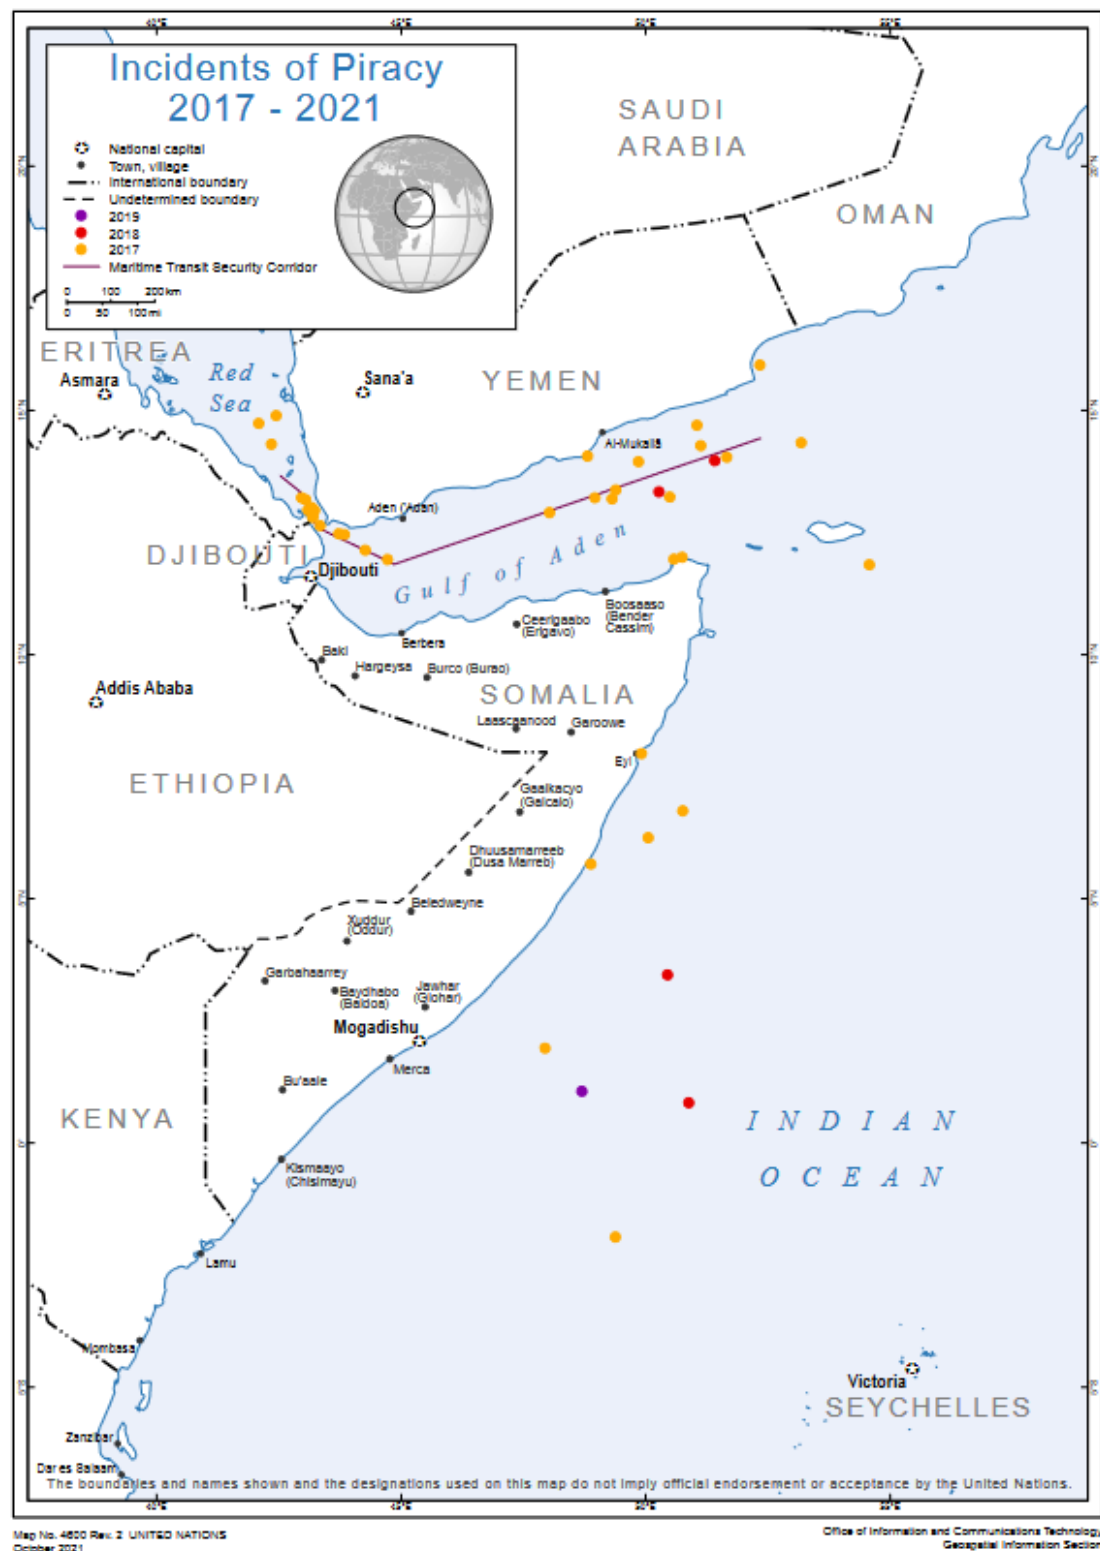 Incidents of Piracy
2017 - 2021
National capital
Town, village
International boundary
Undetermined boundary
2019
2018
2017
Maritime Transit Security Corridor
0 100 200 km
0 50 100 mi
SAUDI
ARABIA
OMAN
ERITREA
Asmara
Red
Sea
Sana'a
YEMEN
Al-Mukalla
Aden ('Adan)
DJIBOUTI
Djibouti
Gulf of Aden
Boosaaso
(Bender
Cassim)
Ceerigaabo
(Erigavo)
Berbera
Baki
Hargeysa
Burco (Burao)
Addis Ababa
SOMALIA
Laascaanood
Garoowe
Eyl
ETHIOPIA
Gaalkacyo
(Galcaio)
Dhuusamarreeb
(Dusa Marreb)
Beledweyne
Xuddur
(Oddur)
Garbahaarrey
Baydhabo
(Baidoa)
Jawhar
(Giohar)
Mogadishu
Merca
Bu'aale
KENYA
INDIAN
OCEAN
Kismaayo
(Chisimayu)
Lamu
Mombasa
Victoria
SEYCHELLES
Zanzibar
Dar es Salaam
The boundaries and names shown and the designations used on this map do not imply official endorsement or acceptance by the United Nations.
Map No. 4600 Rev. 2 UNITED NATIONS
October 2021
Office of Information and Communications Technology
Geospatial Information Section